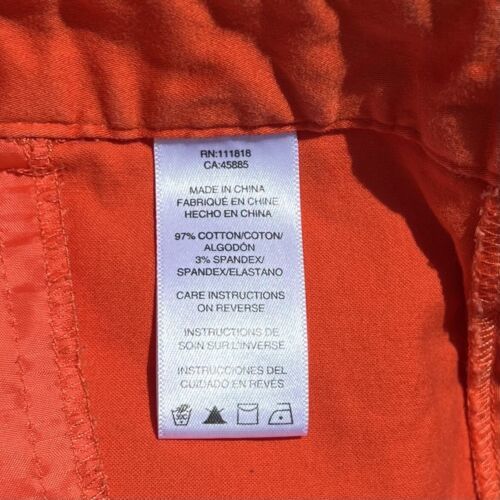 RN:111818
CA:45885
MADE IN CHINA
FABRIQUÉ EN CHINE
HECHO EN CHINA
97% COTTON/COTON/
ALGODÓN
3% SPANDEX/
SPANDEX/ELASTANO
CARE INSTRUCTIONS
ON REVERSE
INSTRUCTIONS DE
SOIN SUR L'INVERSE
INSTRUCCIONES DEL
CUIDADO EN REVÉS
30C